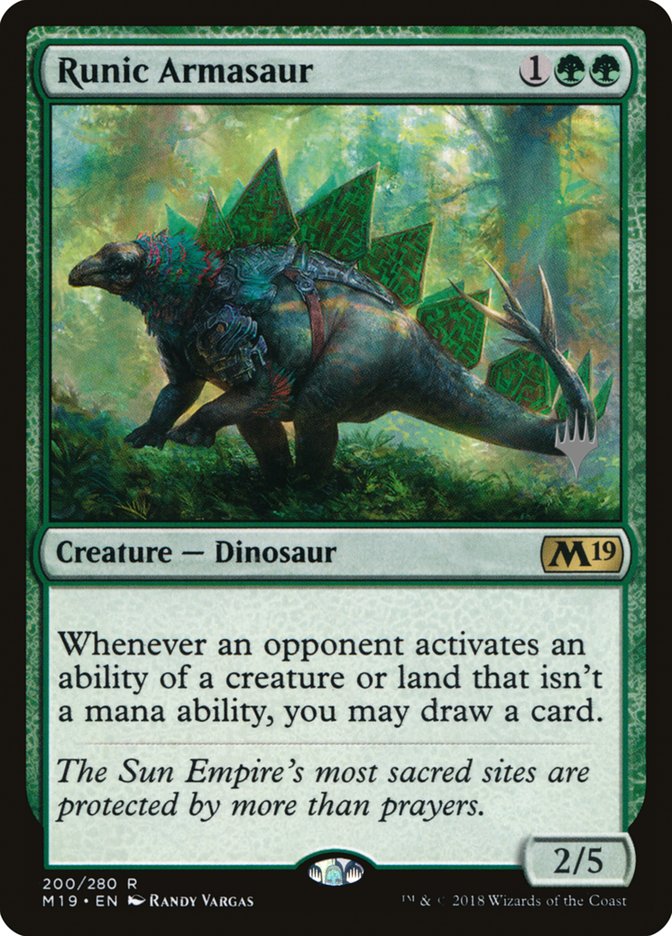 Runic Armasaur 1
Creature — Dinosaur M19
Whenever an opponent activates an
ability of a creature or land that isn't
a mana ability, you may draw a card.
The Sun Empire's most sacred sites are
protected by more than prayers.
2/5
200/280 R
M19 • EN Randy Vargas ™ & © 2018 Wizards of the Coast